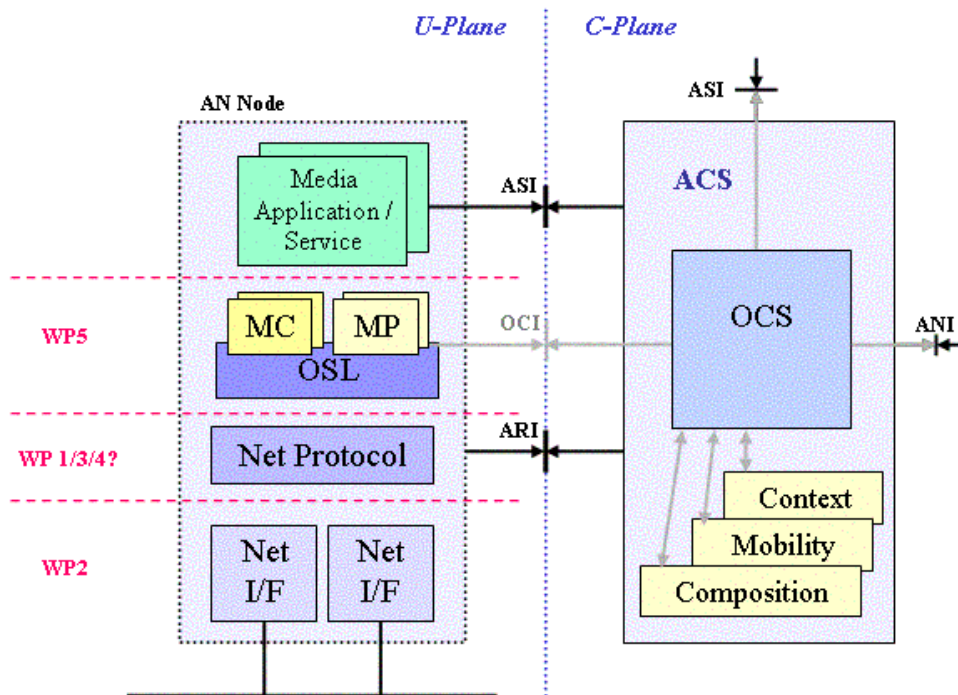 U-Plane
C-Plane
AN Node
ASI
ACS
Media
Application /
Service
ASI
WP5
MC
MP
OSL
OCI
OCS
ANI
WP 1/3/4?
Net Protocol
ARI
Context
Mobility
Composition
WP2
Net
I/F
Net
I/F